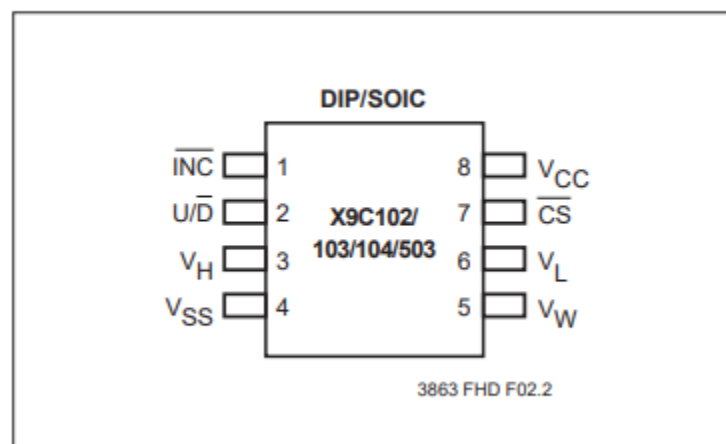 DIP/SOIC
INC 1 8 VCC
U/D 2 X9C102/ 7 CS
VH 3 103/104/503 6 VL
VSS 4 5 VW
3863 FHD F02.2